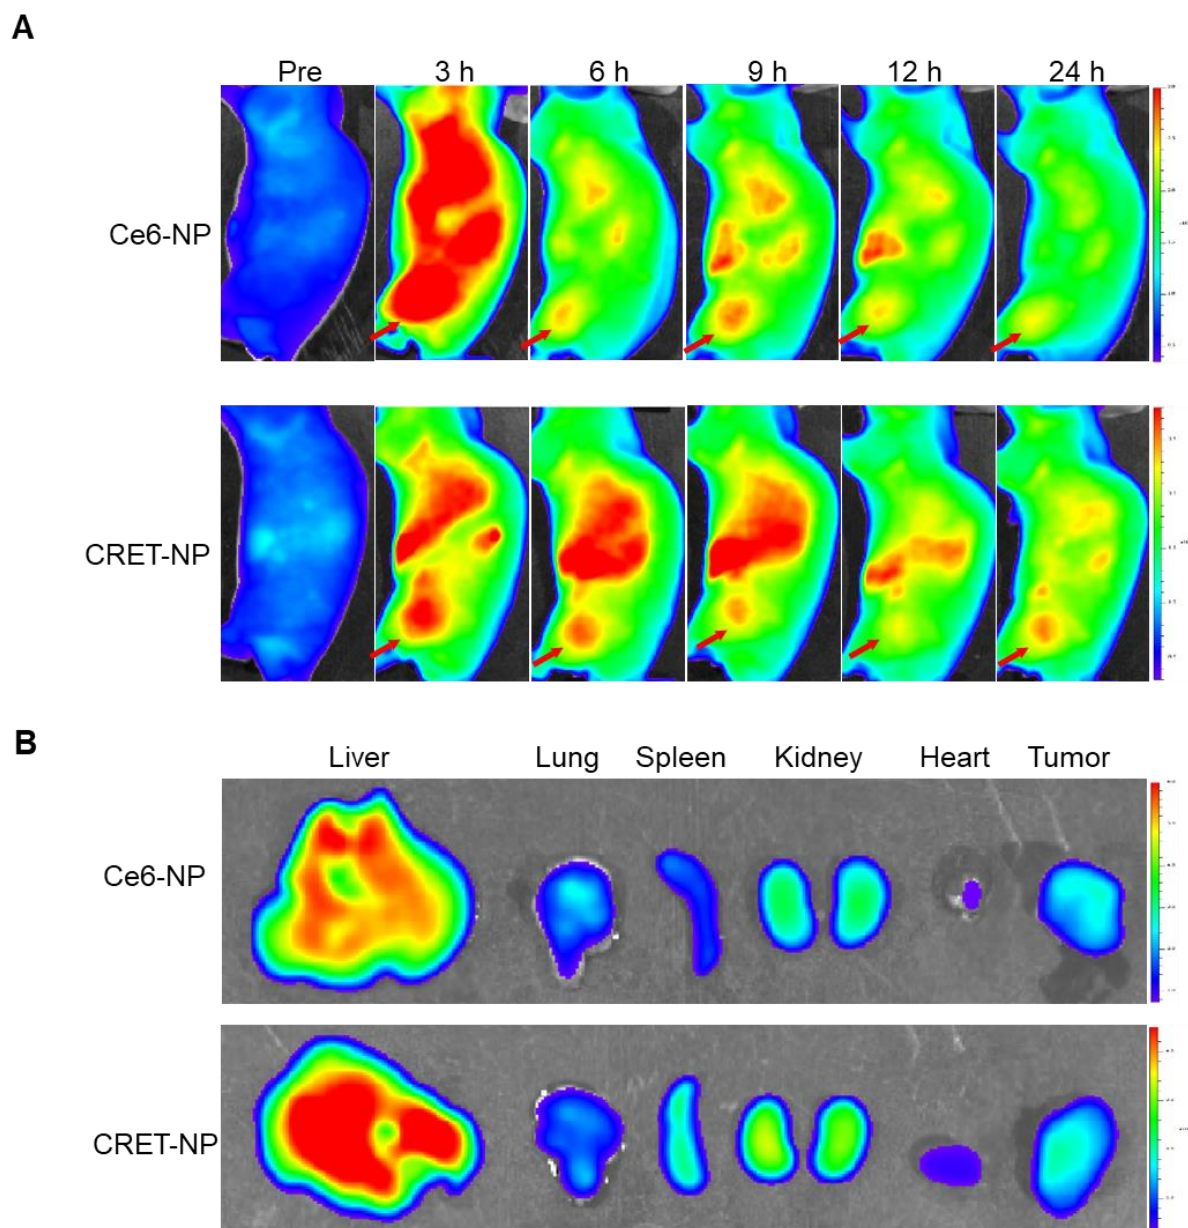 A
Pre 3 h 6 h 9 h 12 h 24 h
Ce6-NP
CRET-NP
B
Liver Lung Spleen Kidney Heart Tumor
Ce6-NP
CRET-NP